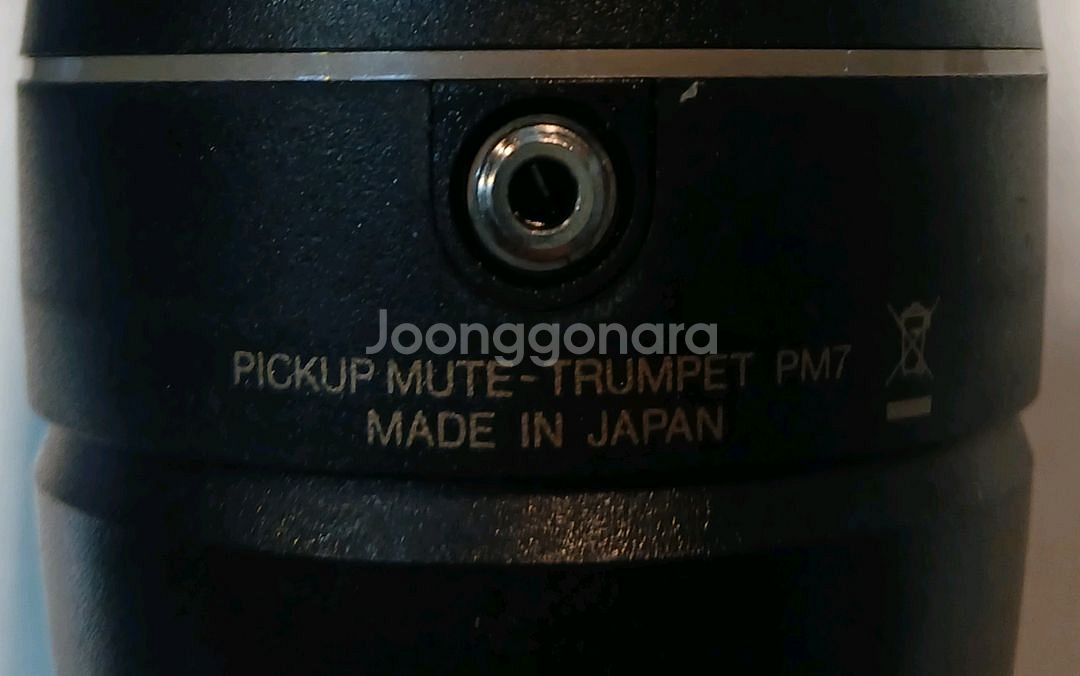 Joonggonara
PICKUP MUTE-TRUMPET PM7
MADE IN JAPAN